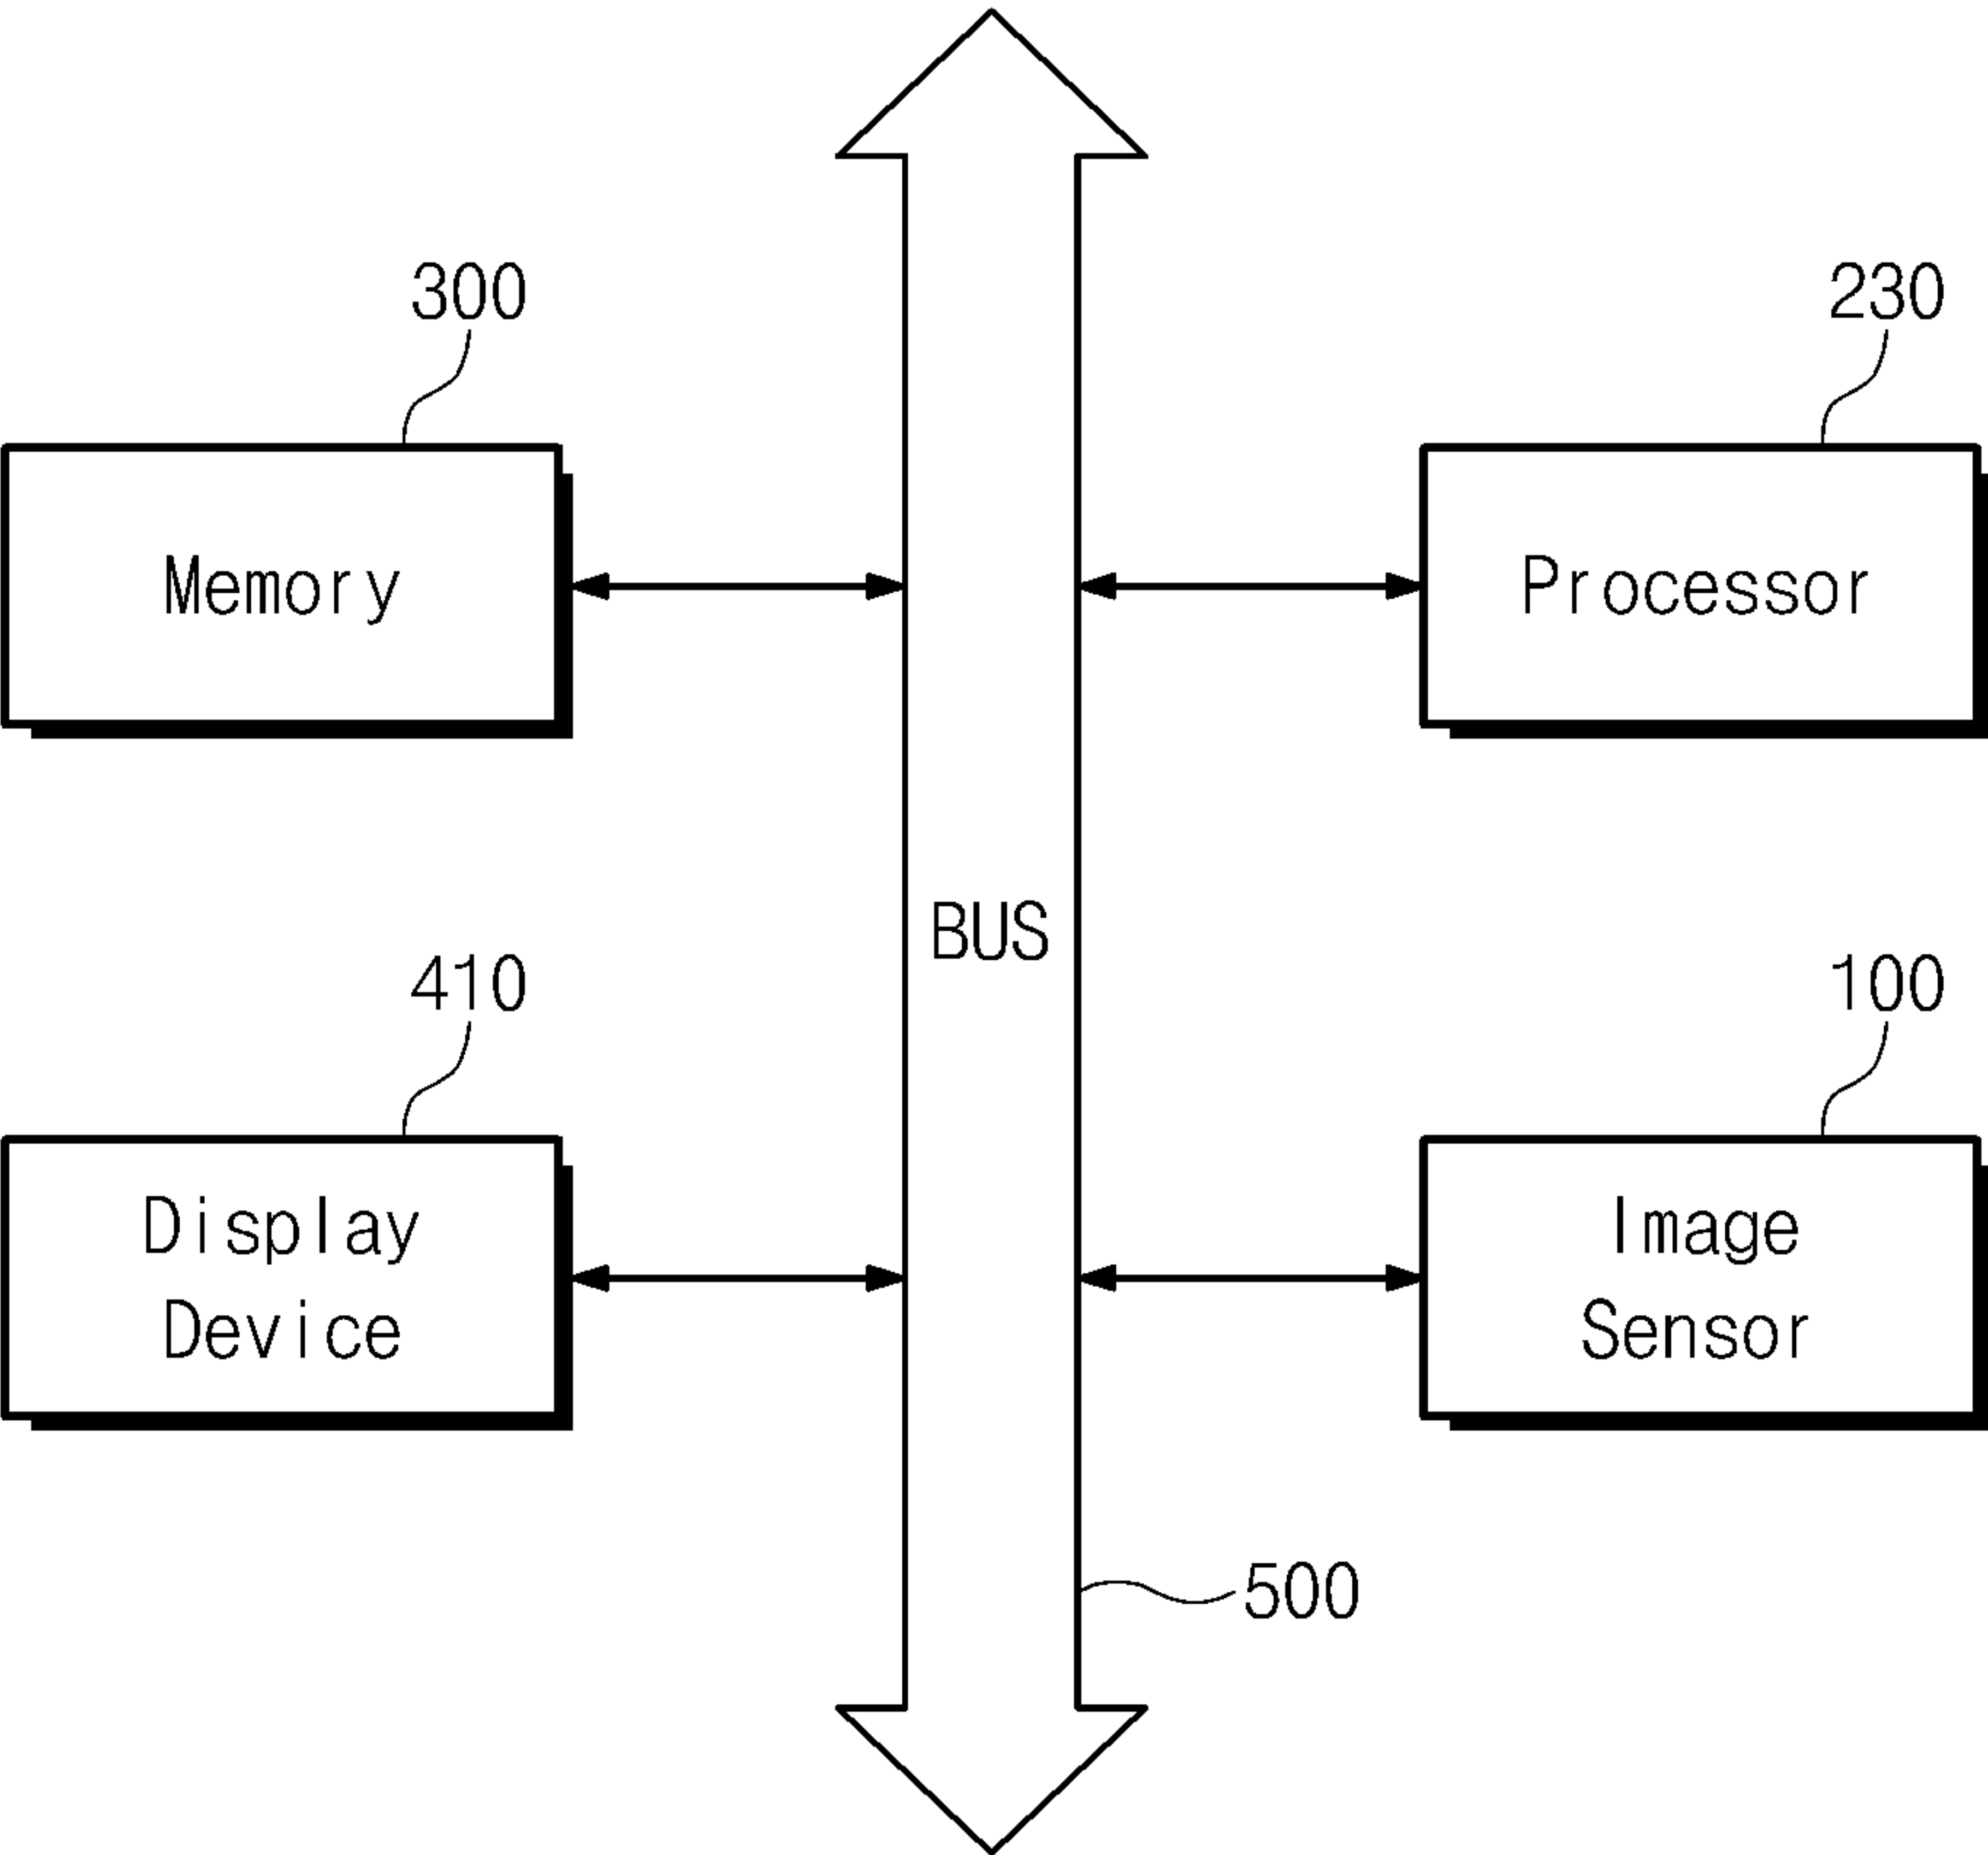 300
230
Memory
Processor
BUS
410
100
Display
Device
Image
Sensor
500